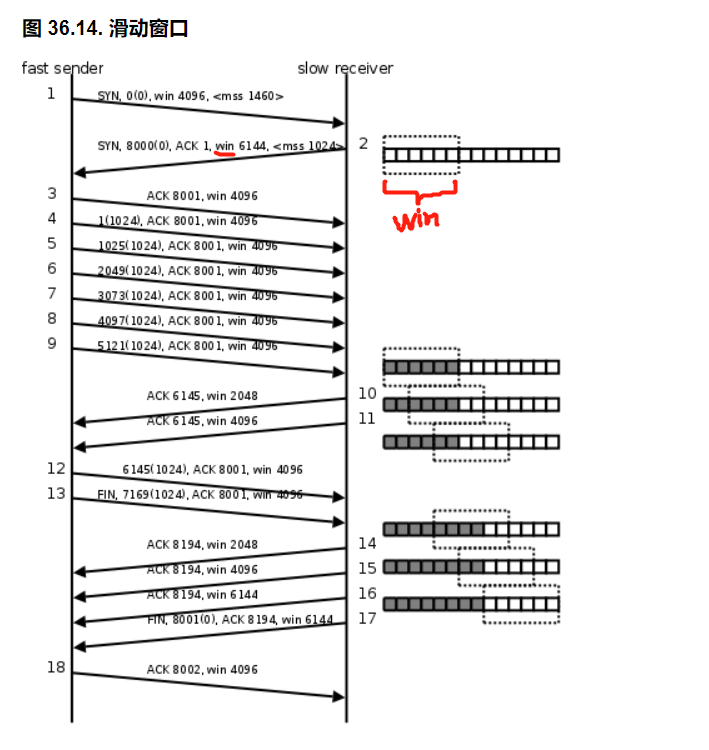 图 36.14. 滑动窗口
fast sender
slow receiver
1
SYN, 0(0), win 4096, <mss 1460>
SYN, 8000(0), ACK 1, win 6144, <mss 1024>
2
win
3
ACK 8001, win 4096
4
1(1024), ACK 8001, win 4096
5
1025(1024), ACK 8001, win 4096
6
2049(1024), ACK 8001, win 4096
7
3073(1024), ACK 8001, win 4096
8
4097(1024), ACK 8001, win 4096
9
5121(1024), ACK 8001, win 4096
ACK 6145, win 2048
10
ACK 6145, win 4096
11
12
6145(1024), ACK 8001, win 4096
13
FIN, 7169(1024), ACK 8001, win 4096
ACK 8194, win 2048
14
ACK 8194, win 4096
15
ACK 8194, win 6144
16
FIN, 8001(0), ACK 8194, win 6144
17
18
ACK 8002, win 4096